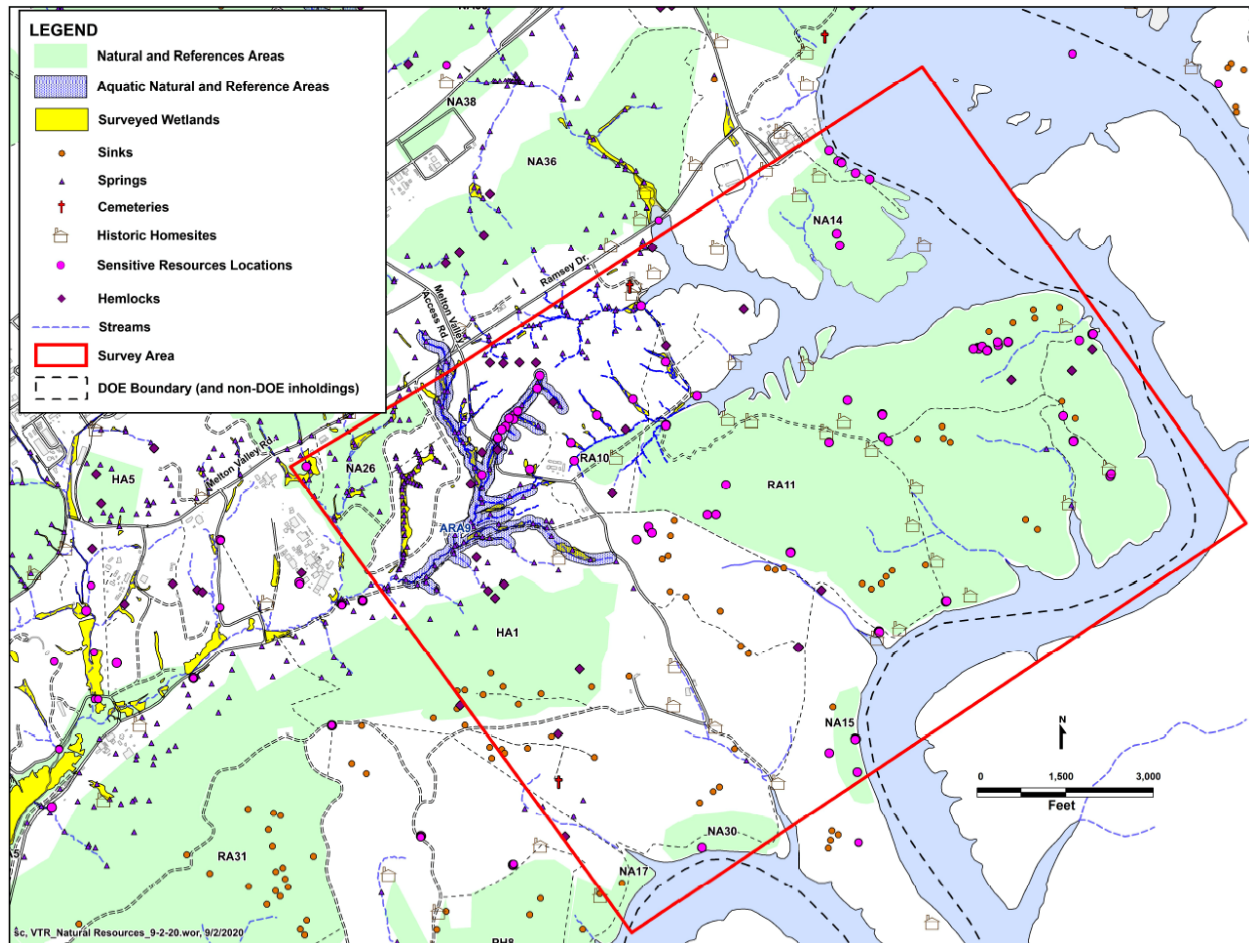 LEGEND
Natural and References Areas
Aquatic Natural and Reference Areas
Surveyed Wetlands
Sinks
Springs
Cemeteries
Historic Homesites
Sensitive Resources Locations
Hemlocks
Streams
Survey Area
DOE Boundary (and non-DOE inholdings)
NA38
NA36
NA14
Ramsey Dr.
Melton Valley
Access Rd
Melton Valley Rd.
HA5
NA26
RA10
RA11
ARA9
HA1
NA15
N
0 1,500 3,000
Feet
NA30
NA17
RA31
sc, VTR_Natural Resources_9-2-20.wor, 9/2/2020